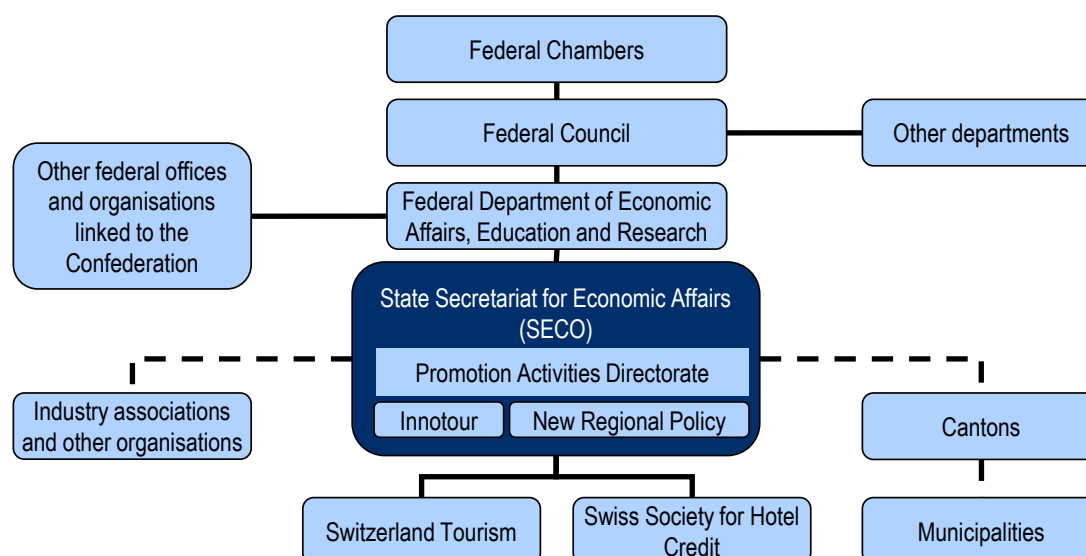 Federal Chambers
Federal Council
Other departments
Other federal offices
and organisations
linked to the
Confederation
Federal Department of Economic
Affairs, Education and Research
State Secretariat for Economic Affairs
(SECO)
Promotion Activities Directorate
Innotour
New Regional Policy
Industry associations
and other organisations
Cantons
Switzerland Tourism
Swiss Society for Hotel
Credit
Municipalities